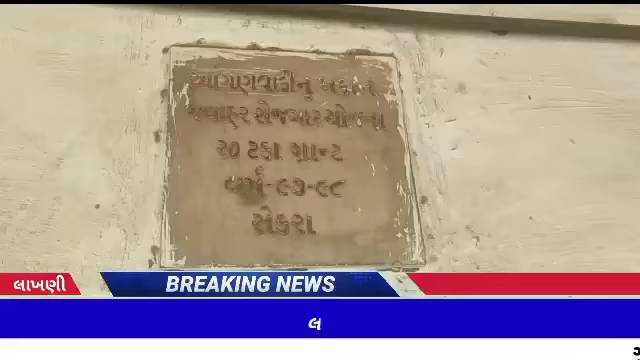 આંગણવાડીનુ મકાન
જવાહર રોજગાર યોજના
૨૦ ટકા ગ્રાન્ટ
વર્ષ-૯૭-૯૮
સેકરા
લાખણી
BREAKING NEWS
લ